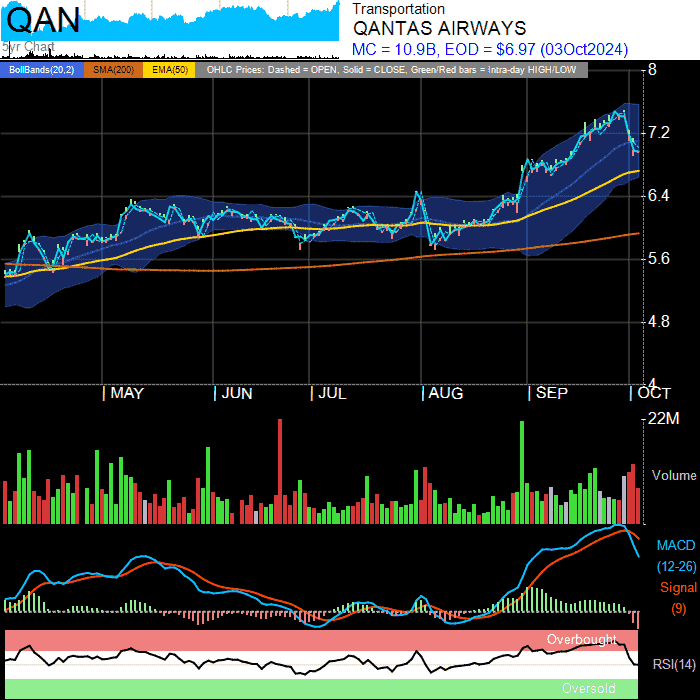 QAN
5yr Chart
Transportation
QANTAS AIRWAYS
MC = 10.9B, EOD = $6.97 (03Oct2024)
BollBands(20,2) SMA(200) EMA(50) OHLC Prices: Dashed = OPEN, Solid = CLOSE, Green/Red bars = Intra-day HIGH/LOW
8
7.2
6.4
5.6
4.8
4
MAY JUN JUL AUG SEP OCT
22M
Volume
MACD
(12-26)
Signal
(9)
Overbought
RSI(14)
Oversold